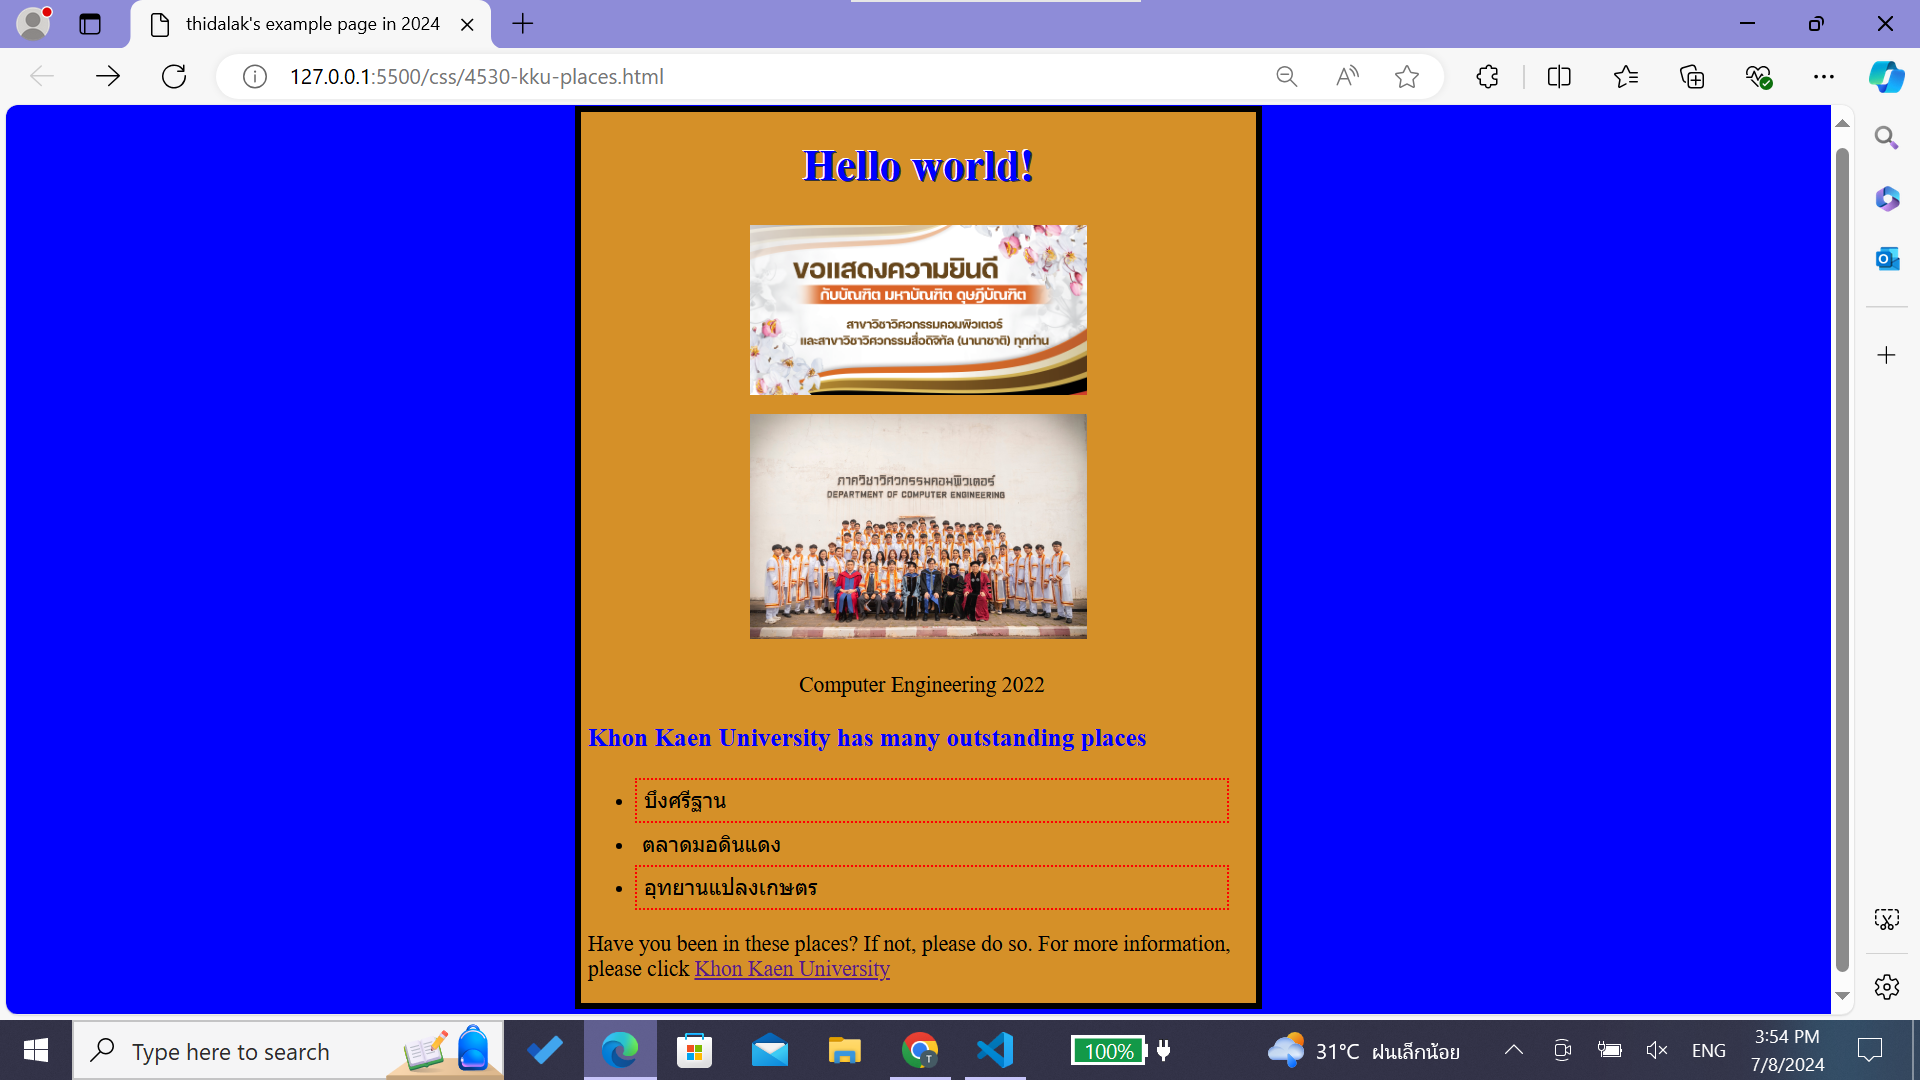 thidalak's example page in 2024
127.0.0.1:5500/css/4530-kku-places.html
Hello world!
ขอแสดงความยินดี
กับบัณฑิต มหาบัณฑิต ดุษฎีบัณฑิต
สาขาวิชาวิศวกรรมคอมพิวเตอร์
และสาขาวิชาวิศวกรรมสื่อดิจิทัล (นานาชาติ) ทุกท่าน
ภาควิชาวิศวกรรมคอมพิวเตอร์
DEPARTMENT OF COMPUTER ENGINEERING
Computer Engineering 2022
Khon Kaen University has many outstanding places
บึงศรีฐาน
ตลาดมอดินแดง
อุทยานแปลงเกษตร
Have you been in these places? If not, please do so. For more information,
please click Khon Kaen University
Type here to search
100%
31°C ฝนเล็กน้อย
ENG
3:54 PM
7/8/2024